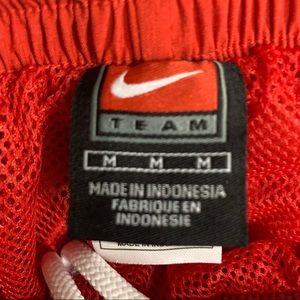 TEAM
M M M
MADE IN INDONESIA
FABRIQUE EN
INDONESIE